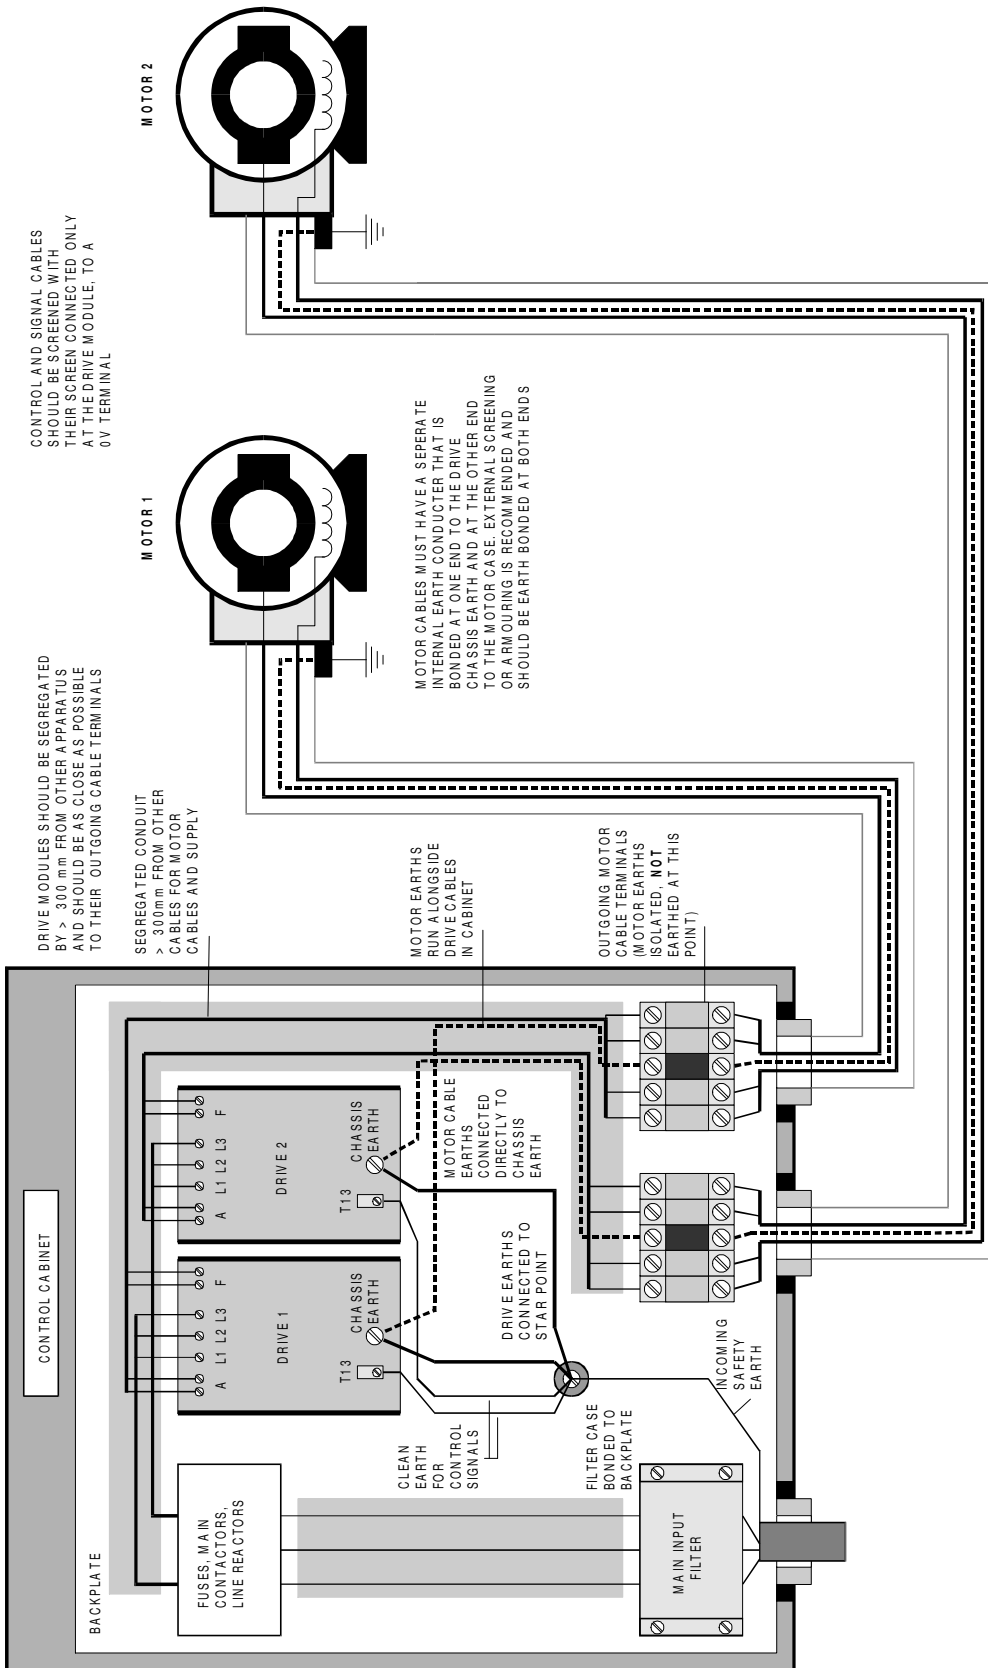 CONTROL CABINET
BACKPLATE
FUSES, MAIN
CONTACTORS,
LINE REACTORS
A L1 L2 L3 F
DRIVE 1
T13
CHASSIS
EARTH
A L1 L2 L3 F
DRIVE 2
T13
CHASSIS
EARTH
CLEAN
EARTH
FOR
CONTROL
SIGNALS
DRIVE EARTHS
CONNECTED TO
STAR POINT
MOTOR CABLE
EARTHS
CONNECTED
DIRECTLY TO
CHASSIS
EARTH
FILTER CASE
BONDED TO
BACKPLATE
INCOMING
SAFETY
EARTH
MAIN INPUT
FILTER
DRIVE MODULES SHOULD BE SEGREGATED
BY > 300 mm FROM OTHER APPARATUS
AND SHOULD BE AS CLOSE AS POSSIBLE
TO THEIR OUTGOING CABLE TERMINALS
SEGREGATED CONDUIT
> 300mm FROM OTHER
CABLES FOR MOTOR
CABLES AND SUPPLY
MOTOR EARTHS
RUN ALONGSIDE
DRIVE CABLES
IN CABINET
OUTGOING MOTOR
CABLE TERMINALS
(MOTOR EARTHS
ISOLATED, NOT
EARTHED AT THIS
POINT)
MOTOR 1
MOTOR CABLES MUST HAVE A SEPERATE
INTERNAL EARTH CONDUCTER THAT IS
BONDED AT ONE END TO THE DRIVE
CHASSIS EARTH AND AT THE OTHER END
TO THE MOTOR CASE. EXTERNAL SCREENING
OR ARMOURING IS RECOMMENDED AND
SHOULD BE EARTH BONDED AT BOTH ENDS
CONTROL AND SIGNAL CABLES
SHOULD BE SCREENED WITH
THEIR SCREEN CONNECTED ONLY
AT THE DRIVE MODULE, TO A
0V TERMINAL
MOTOR 2